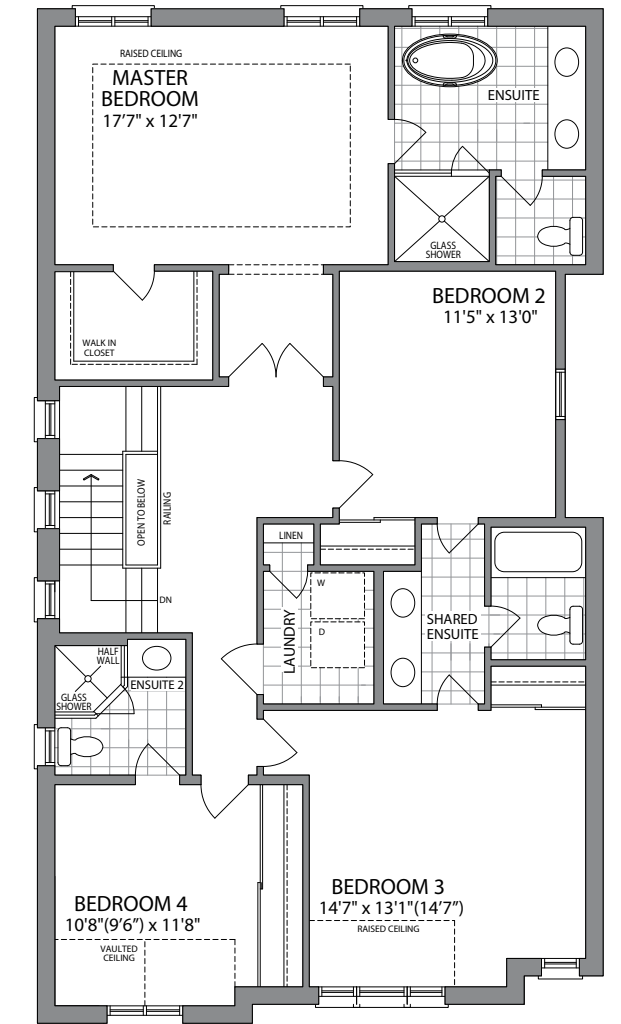 RAISED CEILING
MASTER
BEDROOM
17'7" x 12'7"
ENSUITE
GLASS
SHOWER
BEDROOM 2
11'5" x 13'0"
WALK IN
CLOSET
OPEN TO BELOW
RAILING
DN
LINEN
LAUNDRY
W
D
SHARED
ENSUITE
HALF
WALL
ENSUITE 2
GLASS
SHOWER
BEDROOM 4
10'8"(9'6") x 11'8"
VAULTED
CEILING
BEDROOM 3
14'7" x 13'1"(14'7")
RAISED CEILING